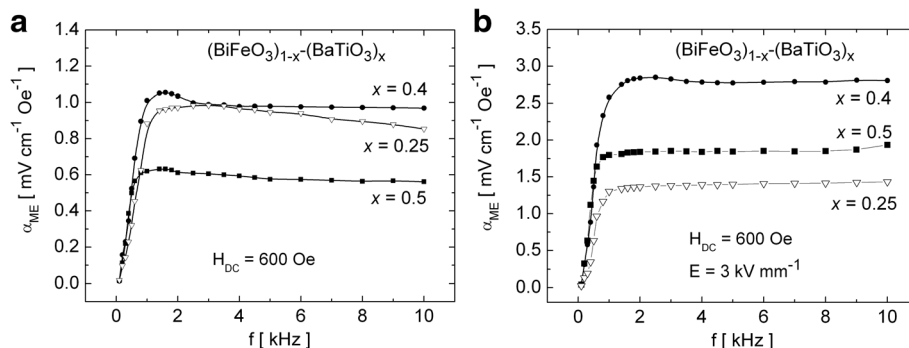 a
(BiFeO₃)₁₋ₓ-(BaTiO₃)ₓ
1.4
1.2
1.0
0.8
0.6
0.4
0.2
0.0
α_ME [ mV cm⁻¹ Oe⁻¹ ]
x = 0.4
x = 0.25
x = 0.5
H_DC = 600 Oe
0 2 4 6 8 10
f [ kHz ]
b
(BiFeO₃)₁₋ₓ-(BaTiO₃)ₓ
3.0
2.5
2.0
1.5
1.0
0.5
0.0
α_ME [ mV cm⁻¹ Oe⁻¹ ]
x = 0.4
x = 0.5
x = 0.25
H_DC = 600 Oe
E = 3 kV mm⁻¹
0 2 4 6 8 10
f [ kHz ]